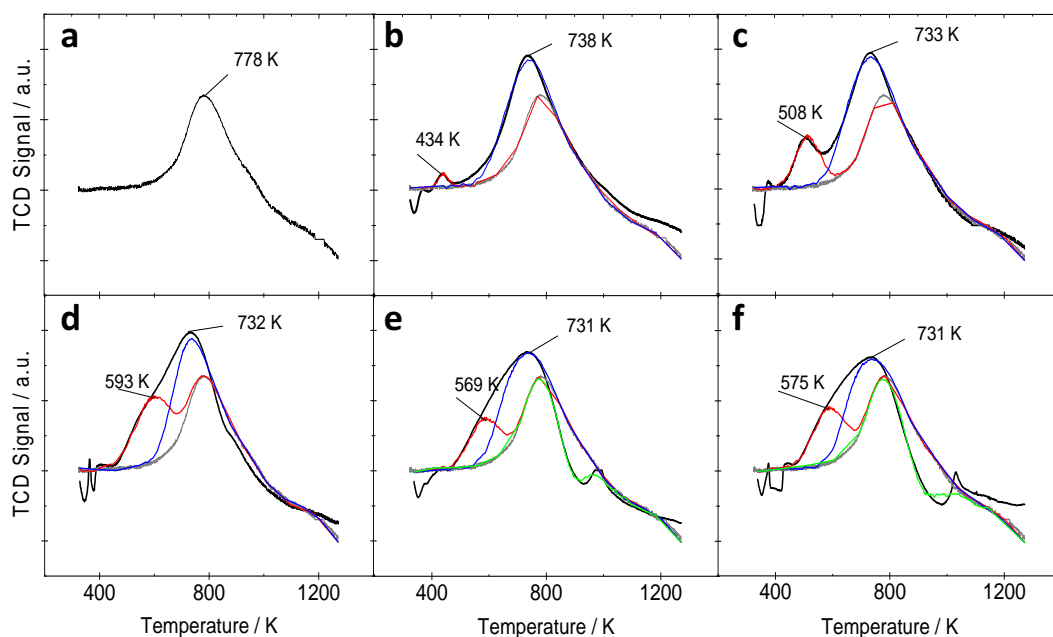 a
778 K
b
738 K
434 K
c
733 K
508 K
TCD Signal / a.u.
d
732 K
593 K
e
731 K
569 K
f
731 K
575 K
TCD Signal / a.u.
400 800 1200
400 800 1200
400 800 1200
Temperature / K
Temperature / K
Temperature / K